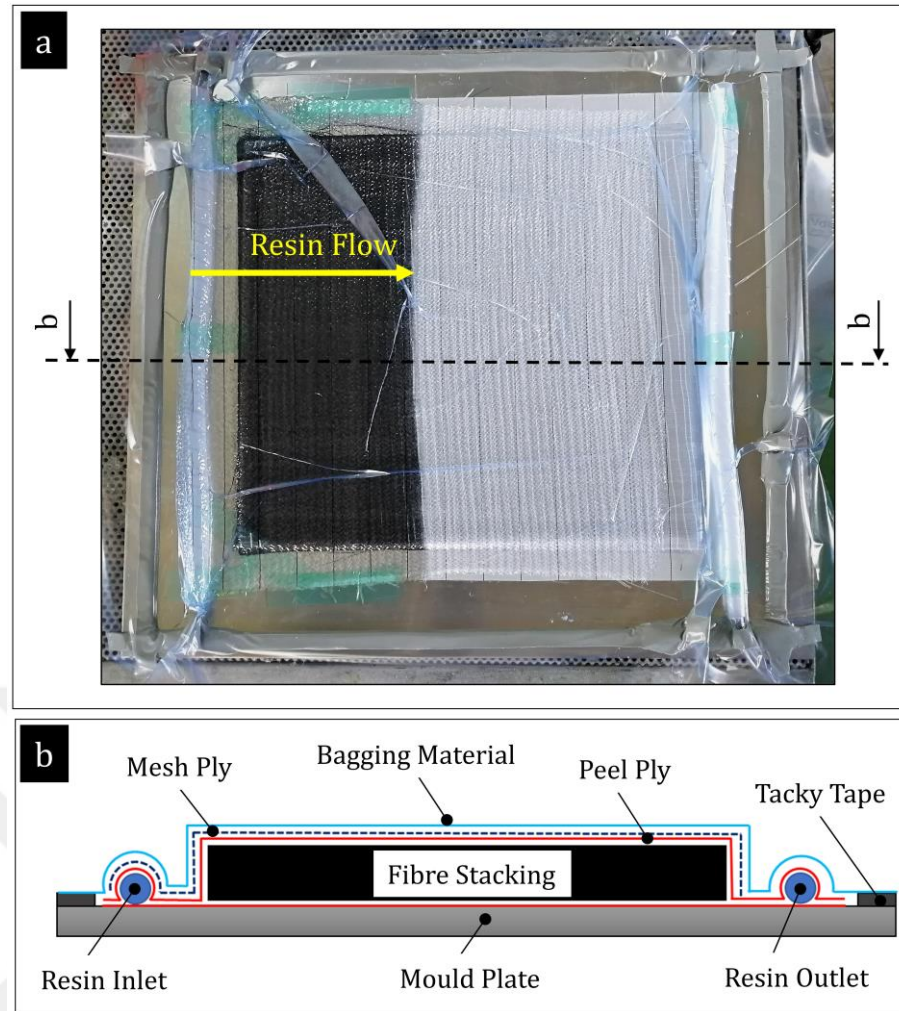 a
Resin Flow
b
b
b
Mesh Ply
Bagging Material
Peel Ply
Tacky Tape
Fibre Stacking
Resin Inlet
Mould Plate
Resin Outlet